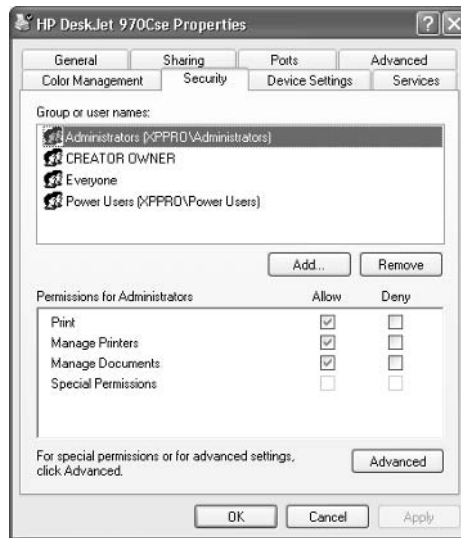 HP DeskJet 970Cse Properties
General Sharing Ports Advanced
Color Management Security Device Settings Services
Group or user names:
Administrators (XPPRO\Administrators)
CREATOR OWNER
Everyone
Power Users (XPPRO\Power Users)
Add... Remove
Permissions for Administrators Allow Deny
Print
Manage Printers
Manage Documents
Special Permissions
For special permissions or for advanced settings,
click Advanced.
Advanced
OK Cancel Apply